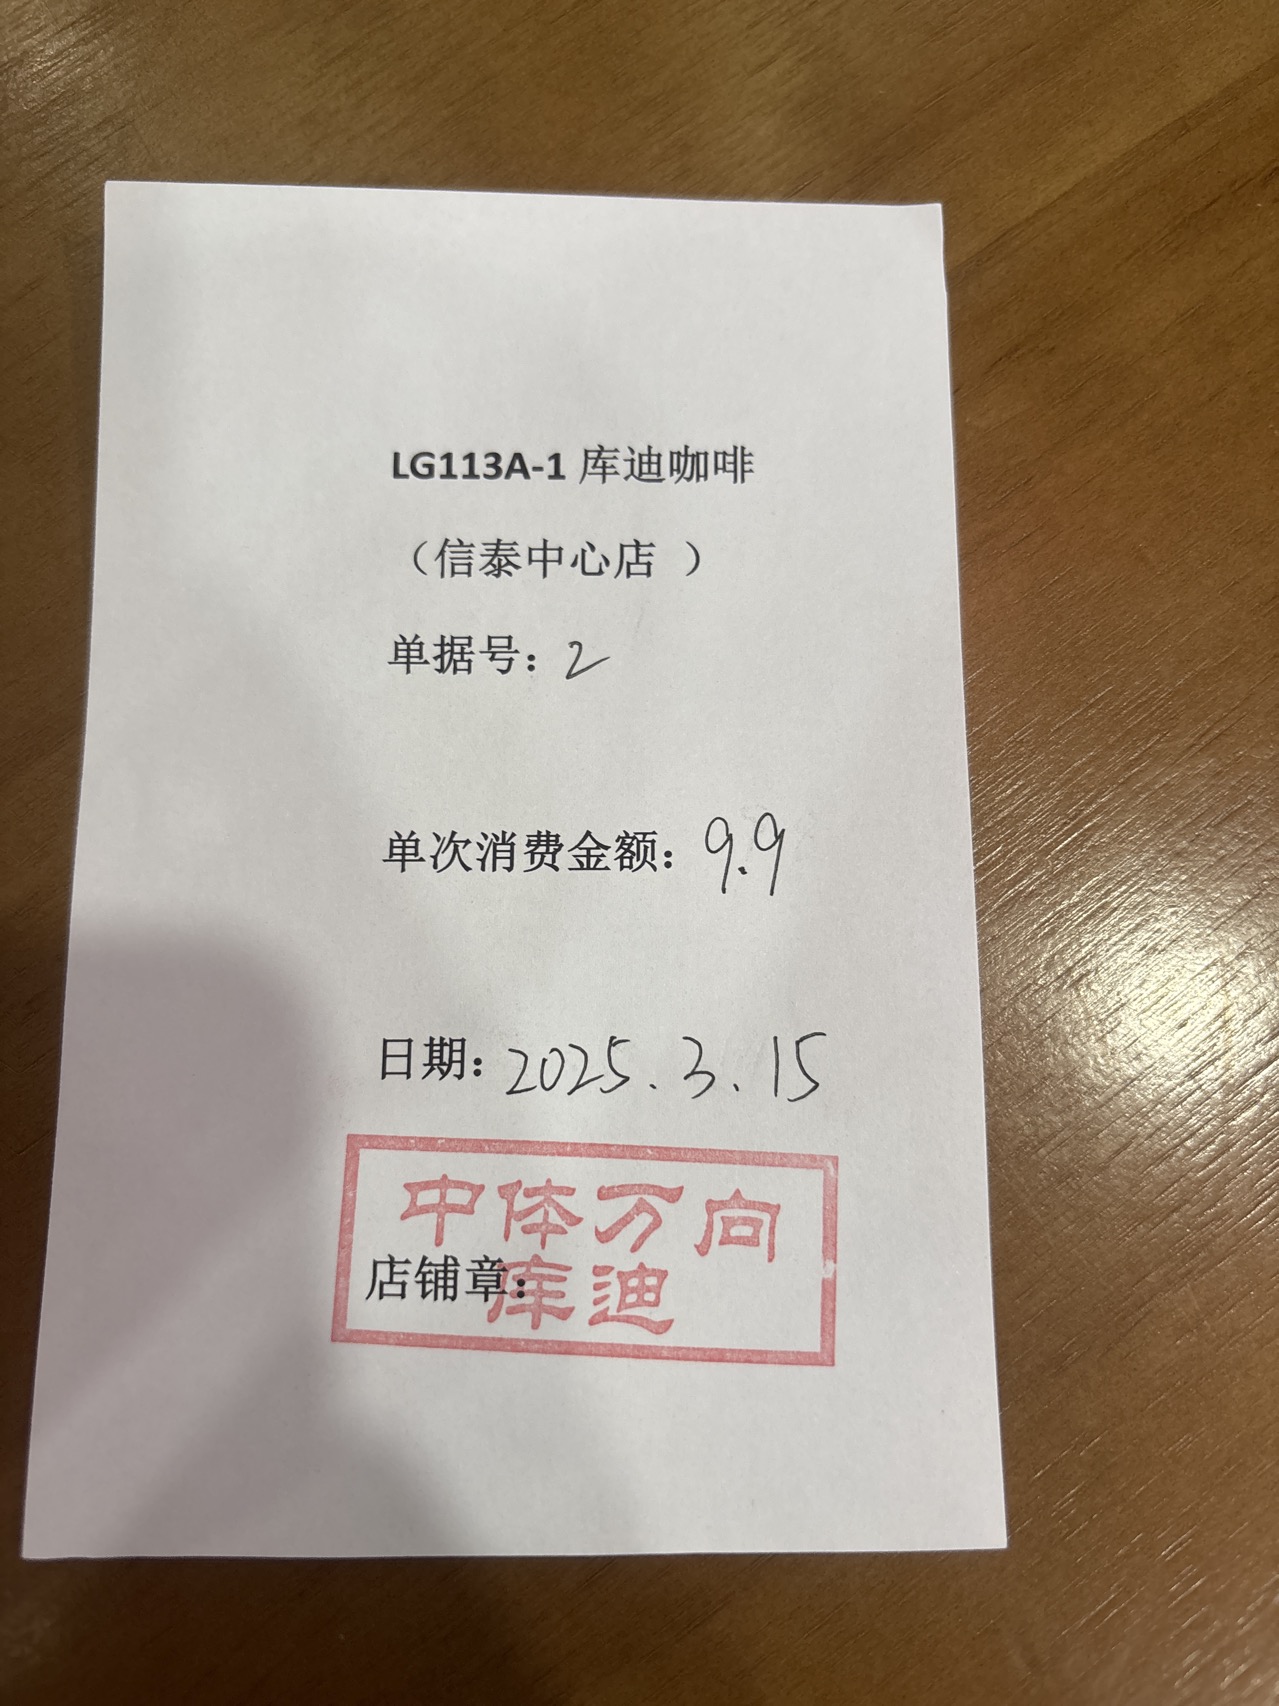 LG113A-1 库迪咖啡
（信泰中心店 ）
单据号：2
单次消费金额：9.9
日期：2025.3.15
中体万向
店铺章：
库迪